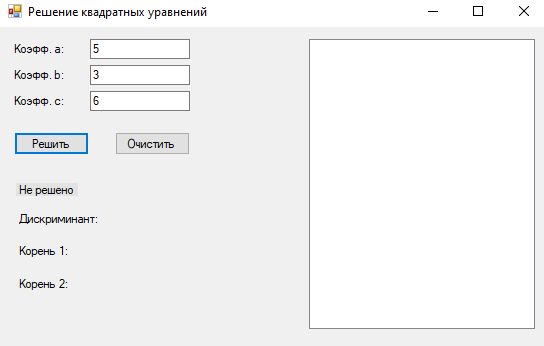 Решение квадратных уравнений
Коэфф. a: 5
Коэфф. b: 3
Коэфф. c: 6
Решить Очистить
Не решено
Дискриминант:
Корень 1:
Корень 2: